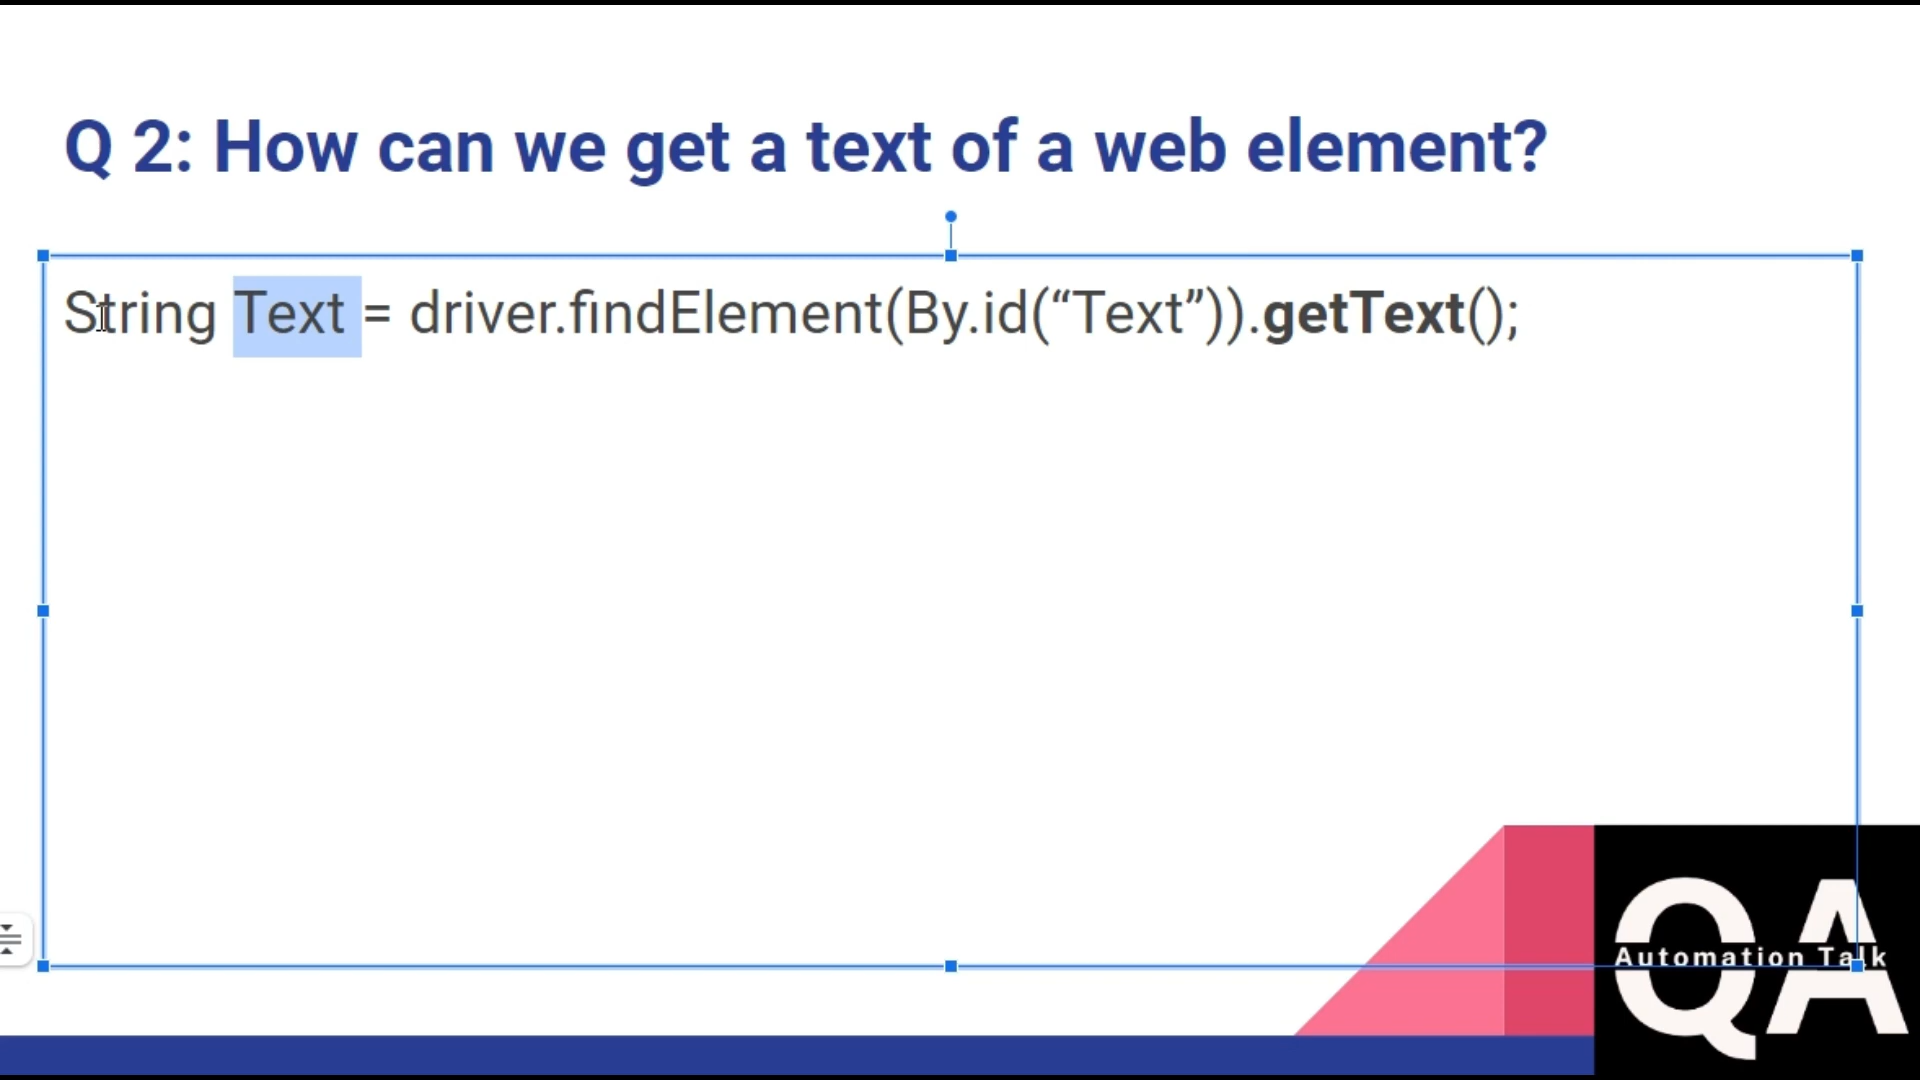 Q 2: How can we get a text of a web element?
String Text = driver.findElement(By.id(“Text”)).getText();
QA
Automation Talk